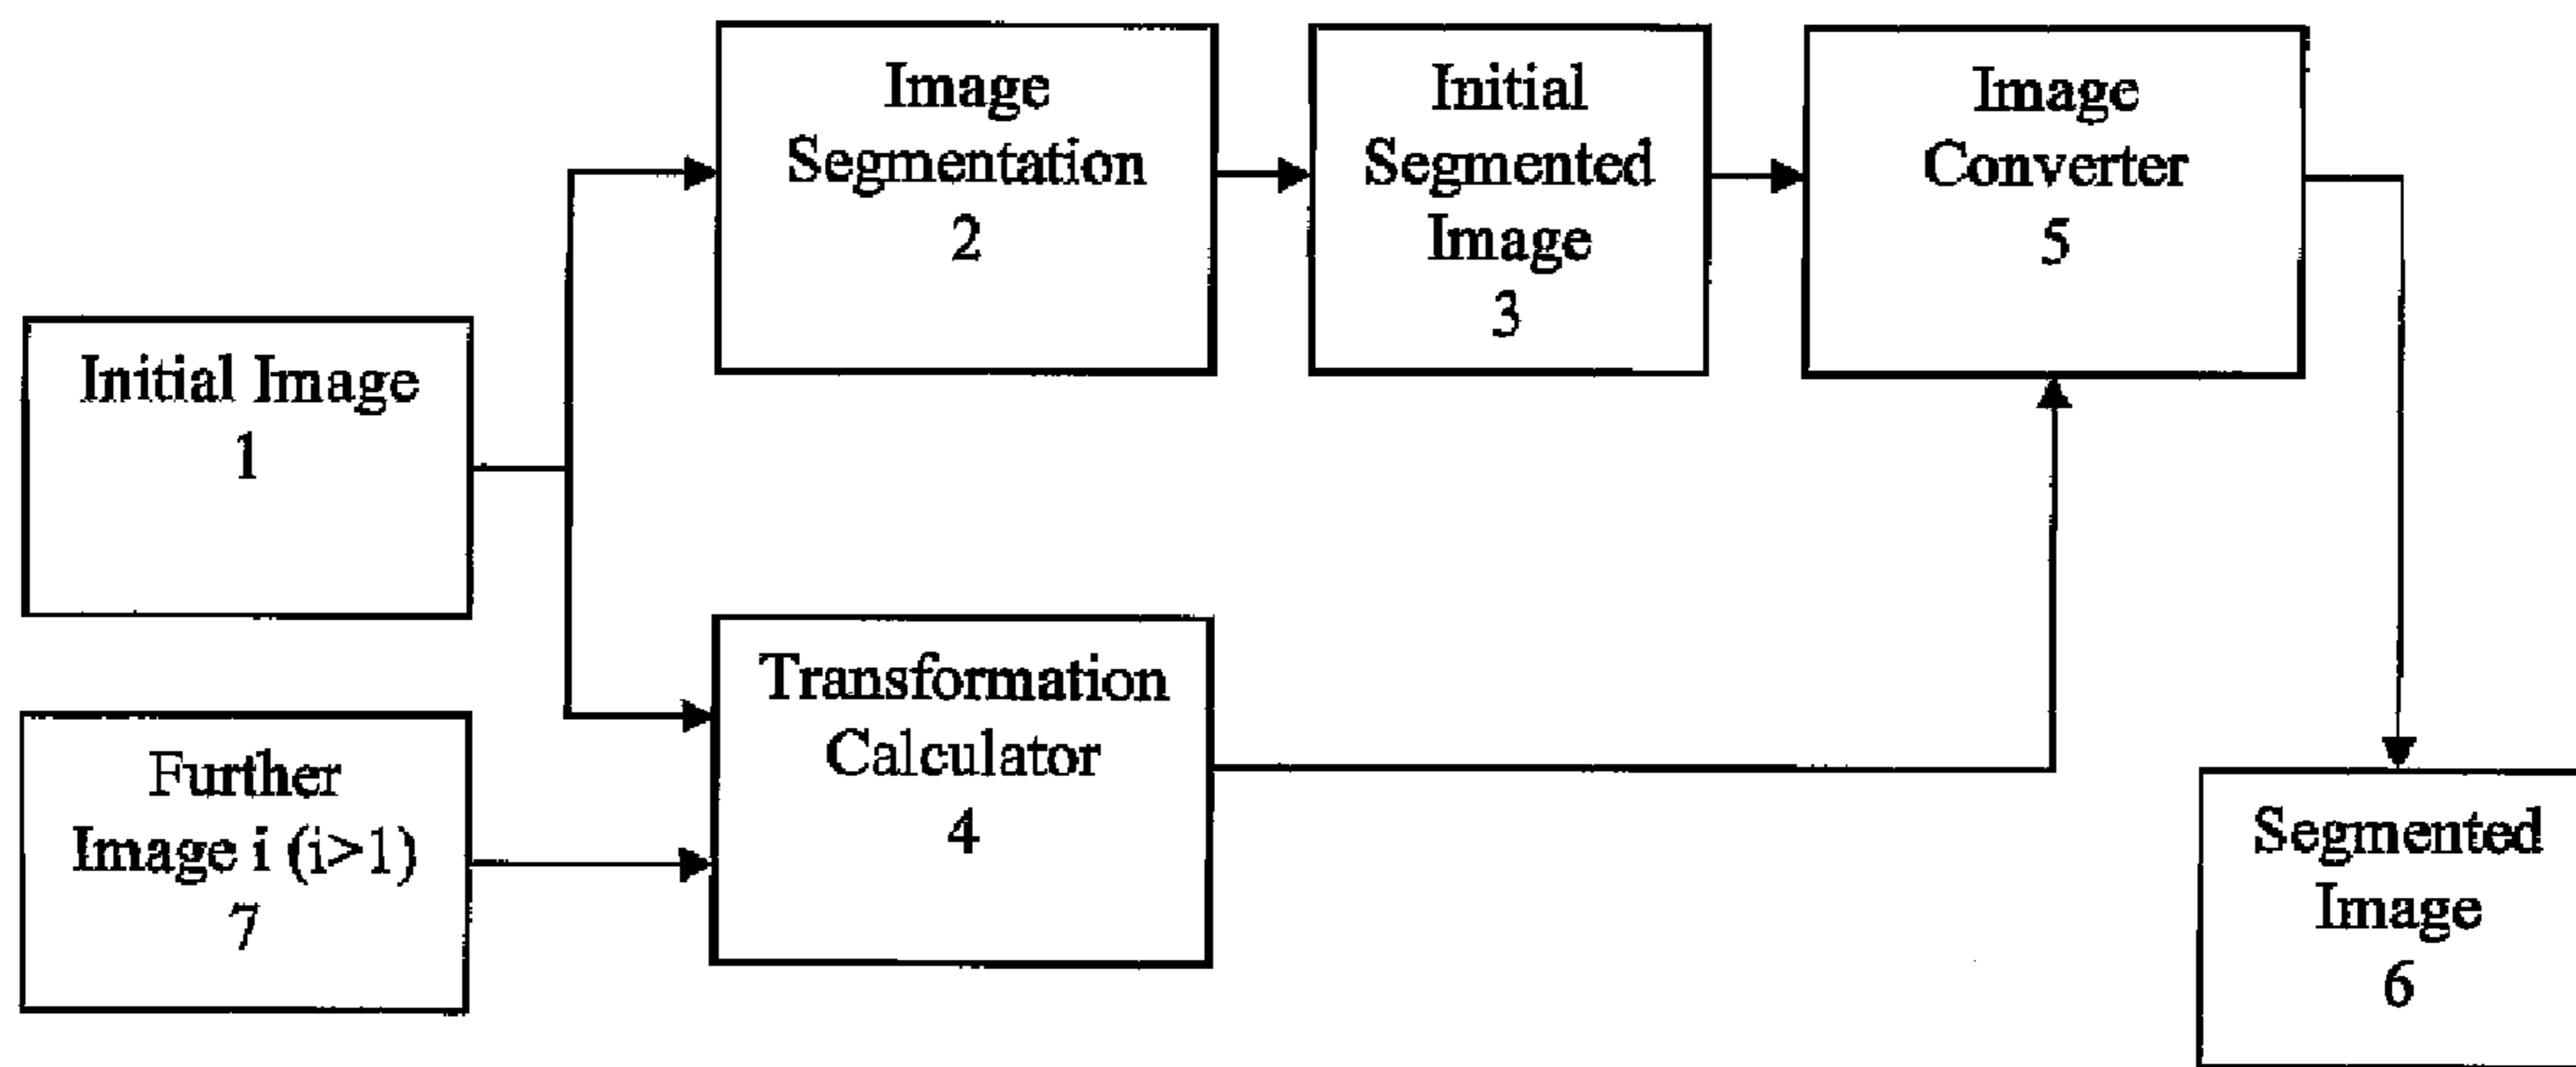 Image
Segmentation
2
Initial
Segmented
Image
3
Image
Converter
5
Initial Image
1
Transformation
Calculator
4
Further
Image i (i>1)
7
Segmented
Image
6